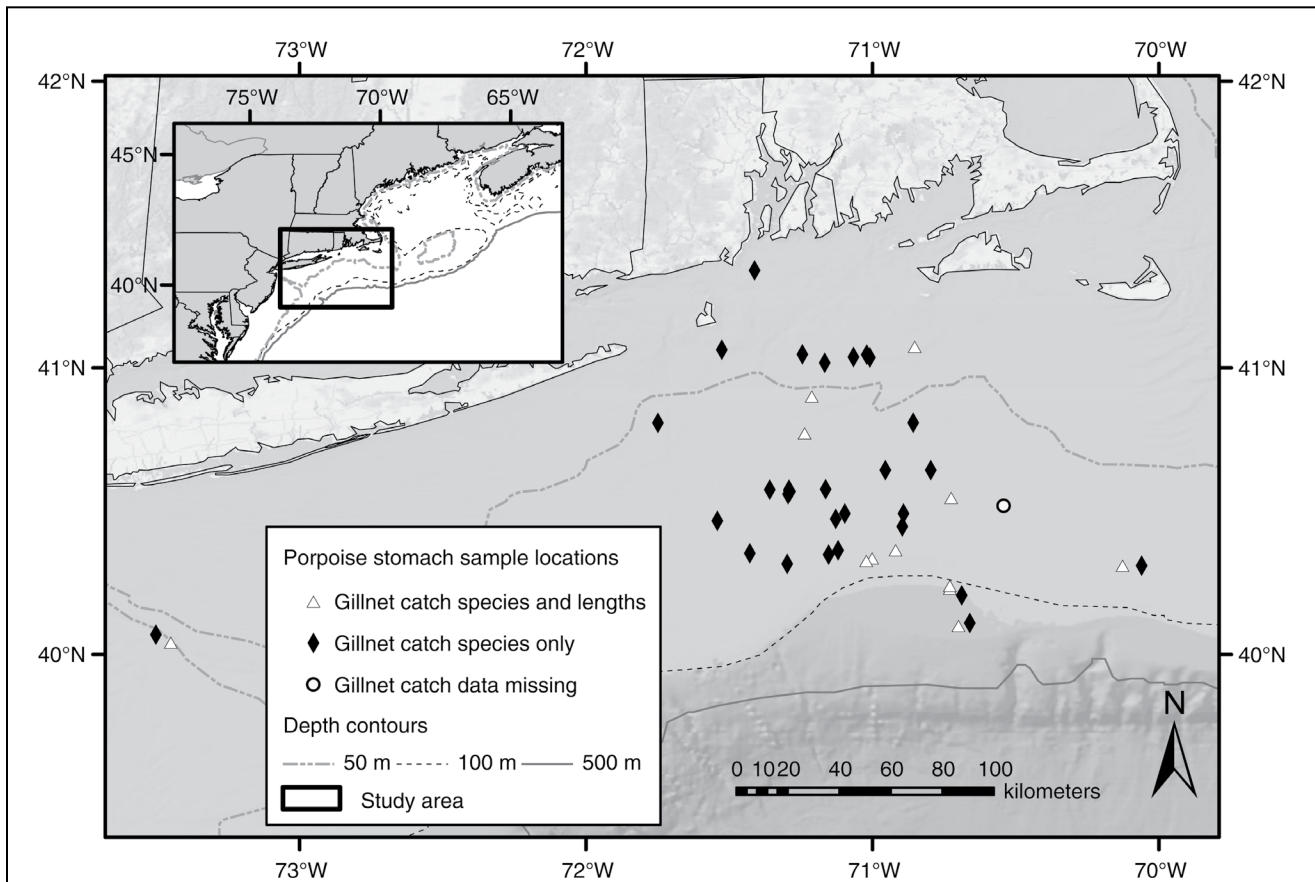 73°W 72°W 71°W 70°W
42°N 42°N
75°W 70°W 65°W
45°N
40°N
41°N 41°N
Porpoise stomach sample locations
Gillnet catch species and lengths
Gillnet catch species only
Gillnet catch data missing
Depth contours
50 m 100 m 500 m
Study area
40°N 40°N
N
0 10 20 40 60 80 100
kilometers
73°W 72°W 71°W 70°W